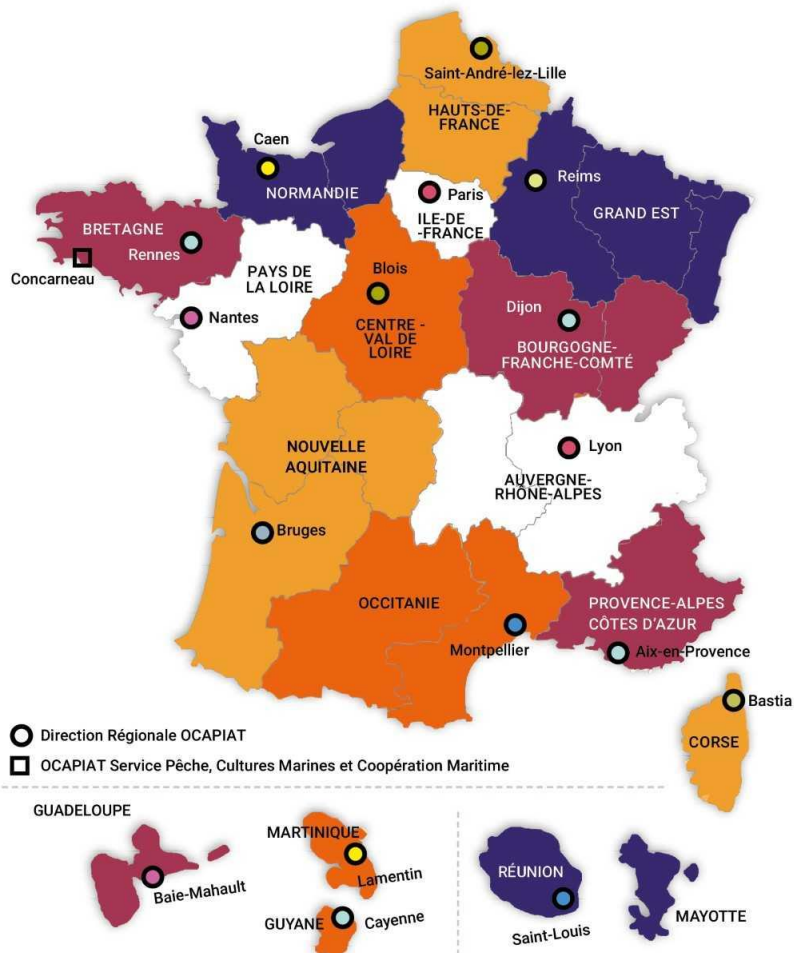 Saint-André-lez-Lille
HAUTS-DE-
FRANCE
Caen
NORMANDIE
Paris
ILE-DE
-FRANCE
Reims
GRAND EST
BRETAGNE
Rennes
Concarneau
PAYS DE
LA LOIRE
Nantes
Blois
CENTRE -
VAL DE
LOIRE
Dijon
BOURGOGNE-
FRANCHE-COMTÉ
NOUVELLE
AQUITAINE
Bruges
Lyon
AUVERGNE-
RHÔNE-ALPES
OCCITANIE
Montpellier
PROVENCE-ALPES
CÔTES D'AZUR
Aix-en-Provence
Bastia
CORSE
Direction Régionale OCAPIAT
OCAPIAT Service Pêche, Cultures Marines et Coopération Maritime
GUADELOUPE
Baie-Mahault
MARTINIQUE
Lamentin
GUYANE
Cayenne
RÉUNION
Saint-Louis
MAYOTTE